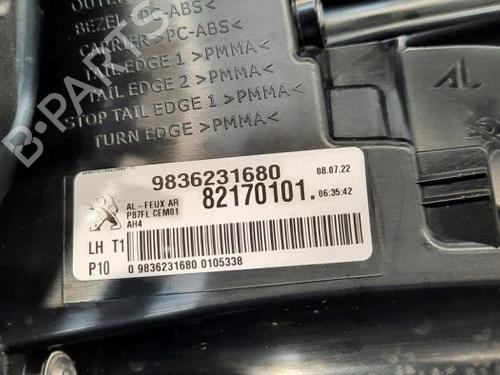 BEZEL >PC-ABS<
CARRIER >PC-ABS<
TAIL EDGE 1 >PMMA<
TAIL EDGE 2 >PMMA<
STOP TAIL EDGE 1 >PMMA<
TURN EDGE >PMMA<
AL
B-PARTS
9836231680
08.07.22
AL-FEUX AR
82170101.
06:35:42
P87FL CEM01
AH4
LH T1
P10
0 9836231680 0105338